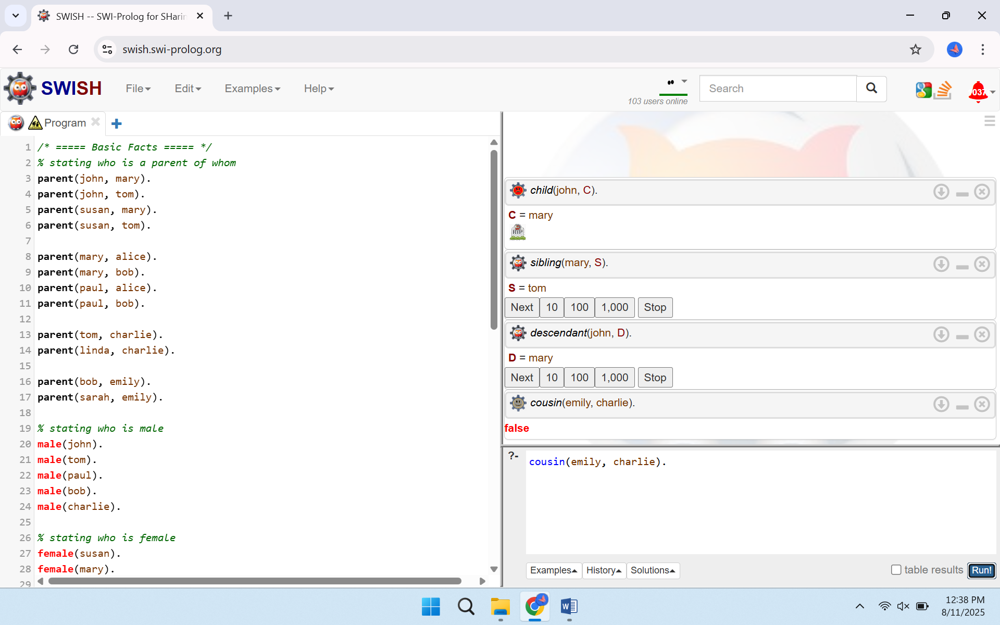 SWISH -- SWI-Prolog for SHarin
swish.swi-prolog.org
SWISH File Edit Examples Help
103 users online
Search
037
Program
1 /* ===== Basic Facts ===== */
2 % stating who is a parent of whom
3 parent(john, mary).
4 parent(john, tom).
5 parent(susan, mary).
6 parent(susan, tom).
7
8 parent(mary, alice).
9 parent(mary, bob).
10 parent(paul, alice).
11 parent(paul, bob).
12
13 parent(tom, charlie).
14 parent(linda, charlie).
15
16 parent(bob, emily).
17 parent(sarah, emily).
18
19 % stating who is male
20 male(john).
21 male(tom).
22 male(paul).
23 male(bob).
24 male(charlie).
25
26 % stating who is female
27 female(susan).
28 female(mary).
29
child(john, C).
C = mary
RIP
sibling(mary, S).
S = tom
Next 10 100 1,000 Stop
descendant(john, D).
D = mary
Next 10 100 1,000 Stop
cousin(emily, charlie).
false
?- cousin(emily, charlie).
Examples History Solutions
table results Run!
W
12:38 PM
8/11/2025